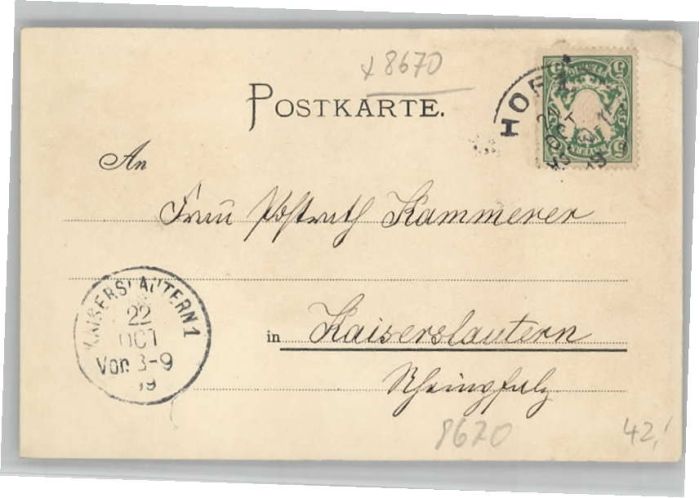 x 8670
POSTKARTE.
HOF
An
Frau Postrath Kammerer
KAISERSLAUTERN 1
22
OCT
Vor 8-9
in Kaiserslautern
Rheinpfalz
8670
42,